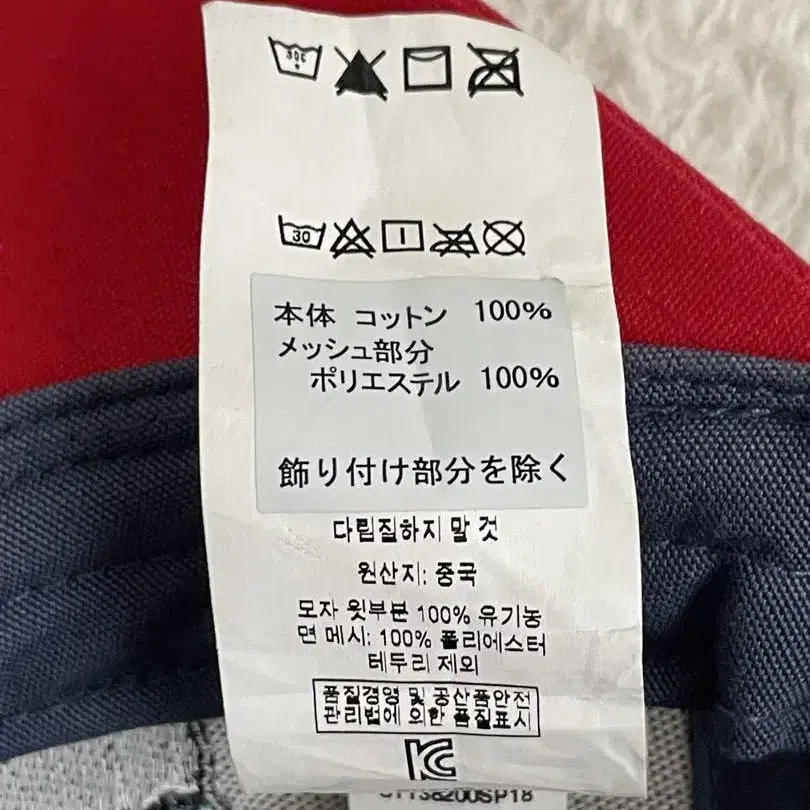 30
本体 コットン 100%
メッシュ部分
ポリエステル 100%
飾り付け部分を除く
다림질하지 말 것
원산지: 중국
모자 윗부분 100% 유기농
면 메시: 100% 폴리에스터
테두리 제외
품질경영 및 공산품안전
관리법에 의한 품질표시